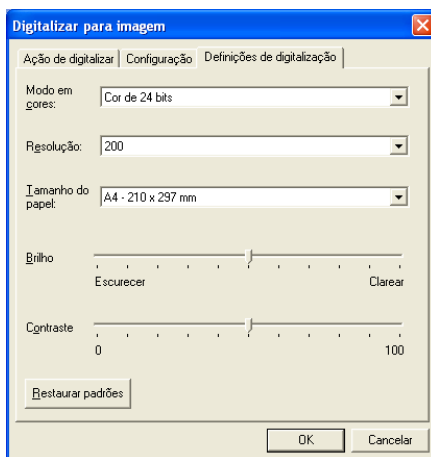 Digitalizar para imagem
Ação de digitalizar Configuração Definições de digitalização
Modo em cores: Cor de 24 bits
Resolução: 200
Tamanho do papel: A4 - 210 x 297 mm
Brilho
Escurecer Clarear
Contraste
0 100
Restaurar padrões
OK Cancelar